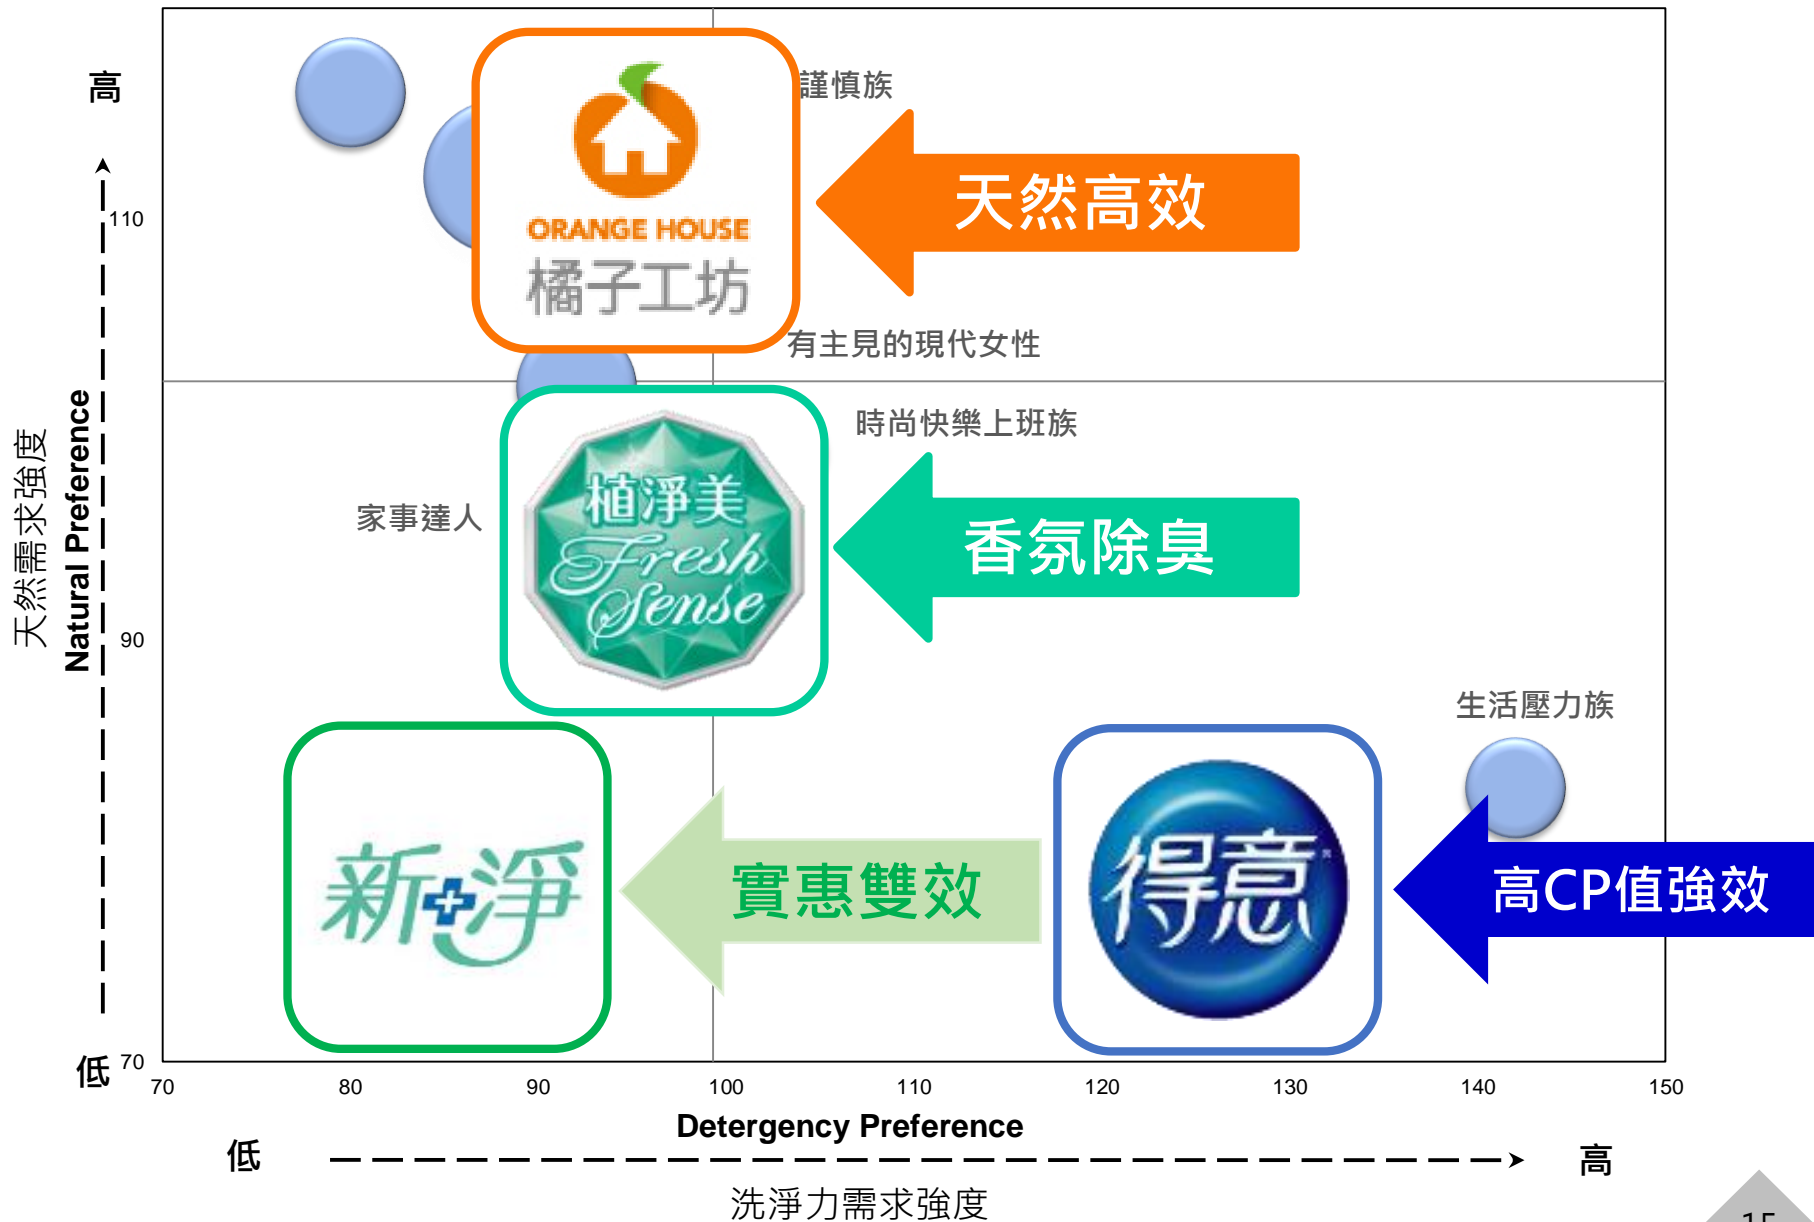 高
謹慎族
天然高效
110
ORANGE HOUSE
橘子工坊
有主見的現代女性
時尚快樂上班族
天然需求強度
Natural Preference
家事達人
植淨美
Fresh
Sense
香氛除臭
90
生活壓力族
新淨
實惠雙效
得意
高CP值強效
低
70
70 80 90 100 110 120 130 140 150
Detergency Preference
低
高
洗淨力需求強度
15